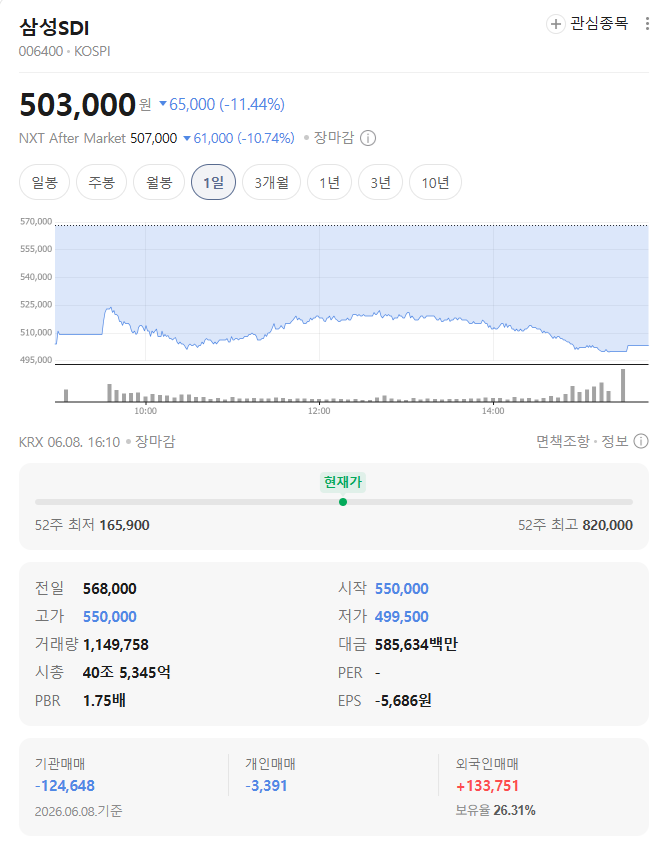 삼성SDI
관심종목
006400 • KOSPI
503,000원 ▼65,000 (-11.44%)
NXT After Market 507,000 ▼61,000 (-10.74%) • 장마감
일봉 주봉 월봉 1일 3개월 1년 3년 10년
570,000
555,000
540,000
525,000
510,000
495,000
10:00 12:00 14:00
KRX 06.08. 16:10 • 장마감 면책조항 • 정보
현재가
52주 최저 165,900 52주 최고 820,000
전일 568,000 시작 550,000
고가 550,000 저가 499,500
거래량 1,149,758 대금 585,634백만
시총 40조 5,345억 PER -
PBR 1.75배 EPS -5,686원
기관매매 개인매매 외국인매매
-124,648 -3,391 +133,751
2026.06.08.기준 보유율 26.31%